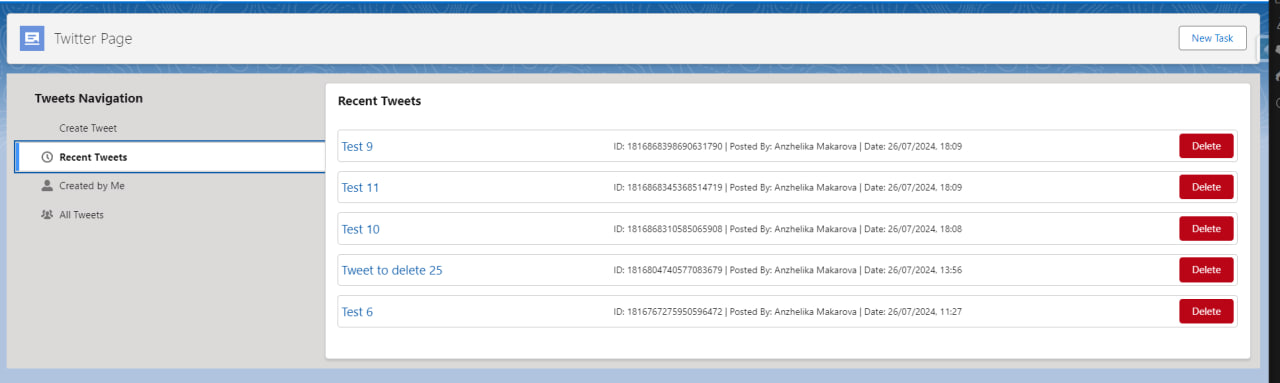 Twitter Page
New Task
Tweets Navigation
Create Tweet
Recent Tweets
Created by Me
All Tweets
Recent Tweets
Test 9 ID: 1816868398690631790 | Posted By: Anzhelika Makarova | Date: 26/07/2024, 18:09 Delete
Test 11 ID: 1816868345368514719 | Posted By: Anzhelika Makarova | Date: 26/07/2024, 18:09 Delete
Test 10 ID: 1816868310585065908 | Posted By: Anzhelika Makarova | Date: 26/07/2024, 18:08 Delete
Tweet to delete 25 ID: 1816804740577083679 | Posted By: Anzhelika Makarova | Date: 26/07/2024, 13:56 Delete
Test 6 ID: 1816767275950596472 | Posted By: Anzhelika Makarova | Date: 26/07/2024, 11:27 Delete